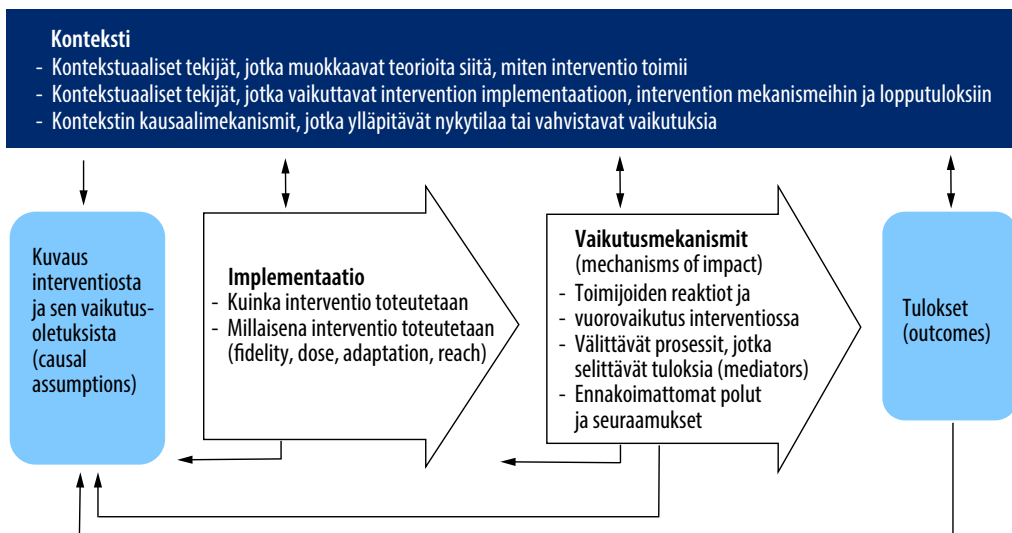 Konteksti
- Kontekstuaaliset tekijät, jotka muokkaavat teorioita siitä, miten interventio toimii
- Kontekstuaaliset tekijät, jotka vaikuttavat intervention implementaatioon, intervention mekanismeihin ja lopputuloksiin
- Kontekstin kausaalimekanismit, jotka ylläpitävät nykytilaa tai vahvistavat vaikutuksia
Kuvaus
interventiosta
ja sen vaikutus-
oletuksista
(causal
assumptions)
Implementaatio
- Kuinka interventio toteutetaan
- Millaisena interventio toteutetaan
(fidelity, dose, adaptation, reach)
Vaikutusmekanismit
(mechanisms of impact)
- Toimijoiden reaktiot ja
- vuorovaikutus interventiossa
- Välittävät prosessit, jotka
selittävät tuloksia (mediators)
- Ennakoimattomat polut
ja seuraamukset
Tulokset
(outcomes)